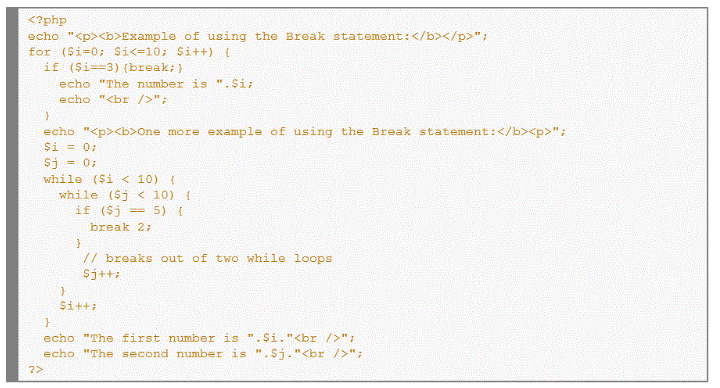 <?php
echo "<p><b>Example of using the Break statement:</b></p>";
for ($i=0; $i<=10; $i++) {
if ($i==3){break;}
echo "The number is ".$i;
echo "<br />";
}
echo "<p><b>One more example of using the Break statement:</b><p>";
$i = 0;
$j = 0;
while ($i < 10) {
while ($j < 10) {
if ($j == 5) {
break 2;
}
// breaks out of two while loops
$j++;
}
$i++;
}
echo "The first number is ".$i."<br />";
echo "The second number is ".$j."<br />";
?>